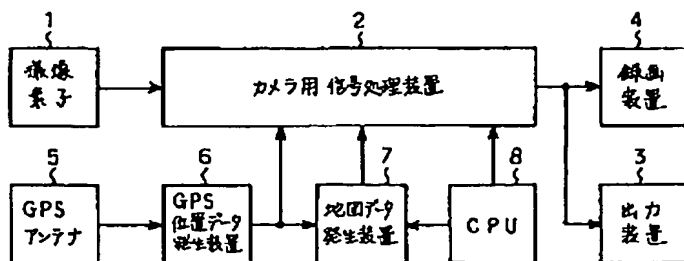 1
撮像
素子
2
カメラ用信号処理装置
4
録画
装置
5
GPS
アンテナ
6
GPS
位置データ
発生装置
7
地図データ
発生装置
8
CPU
3
出力
装置